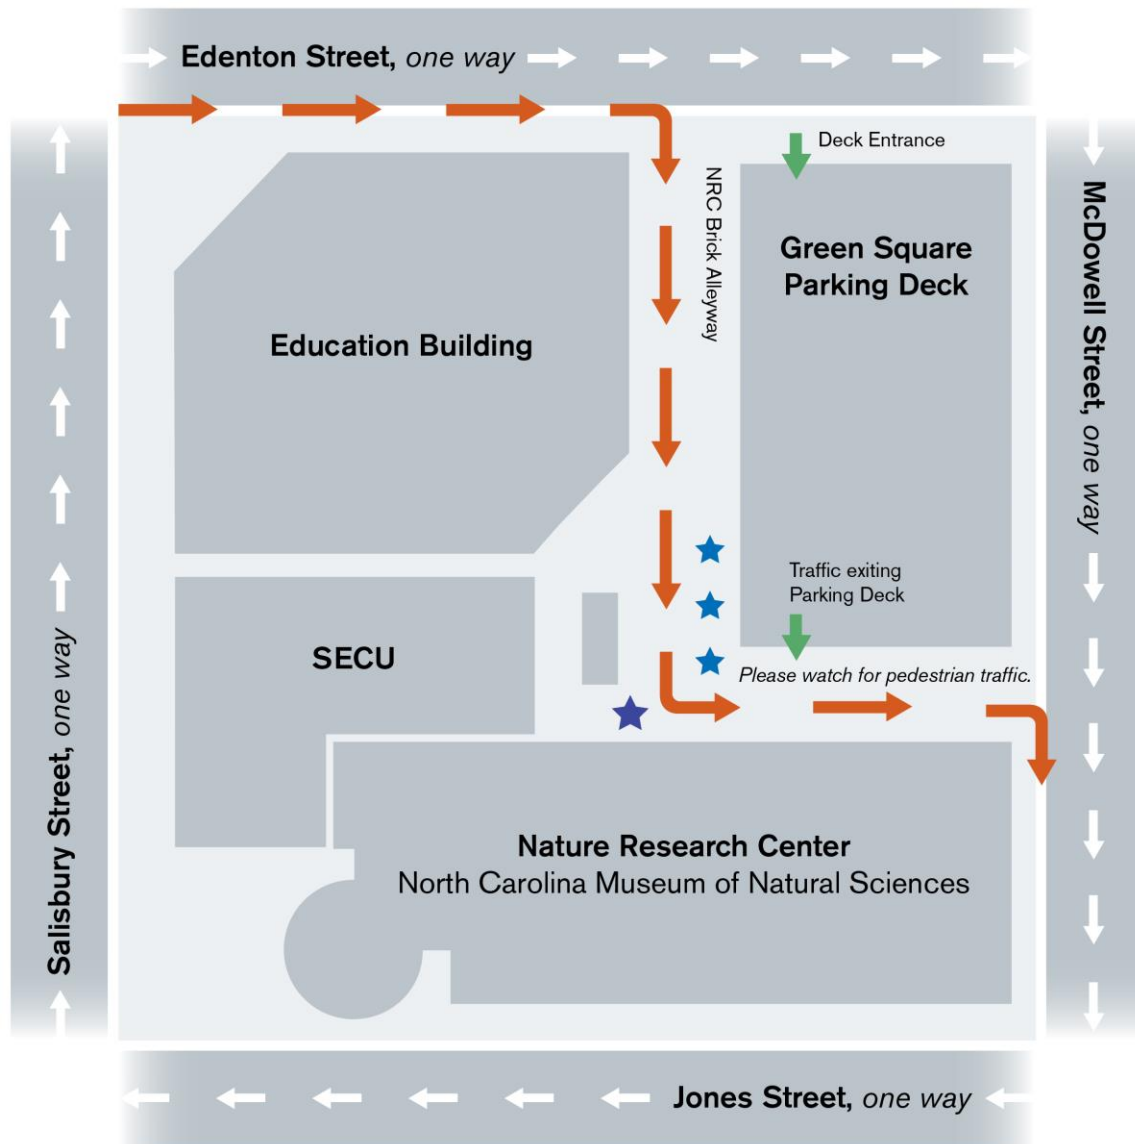 Edenton Street, one way
Deck Entrance
NRC Brick Alleyway
Green Square
Parking Deck
McDowell Street, one way
Education Building
Traffic exiting
Parking Deck
SECU
Please watch for pedestrian traffic.
Salisbury Street, one way
Nature Research Center
North Carolina Museum of Natural Sciences
Jones Street, one way